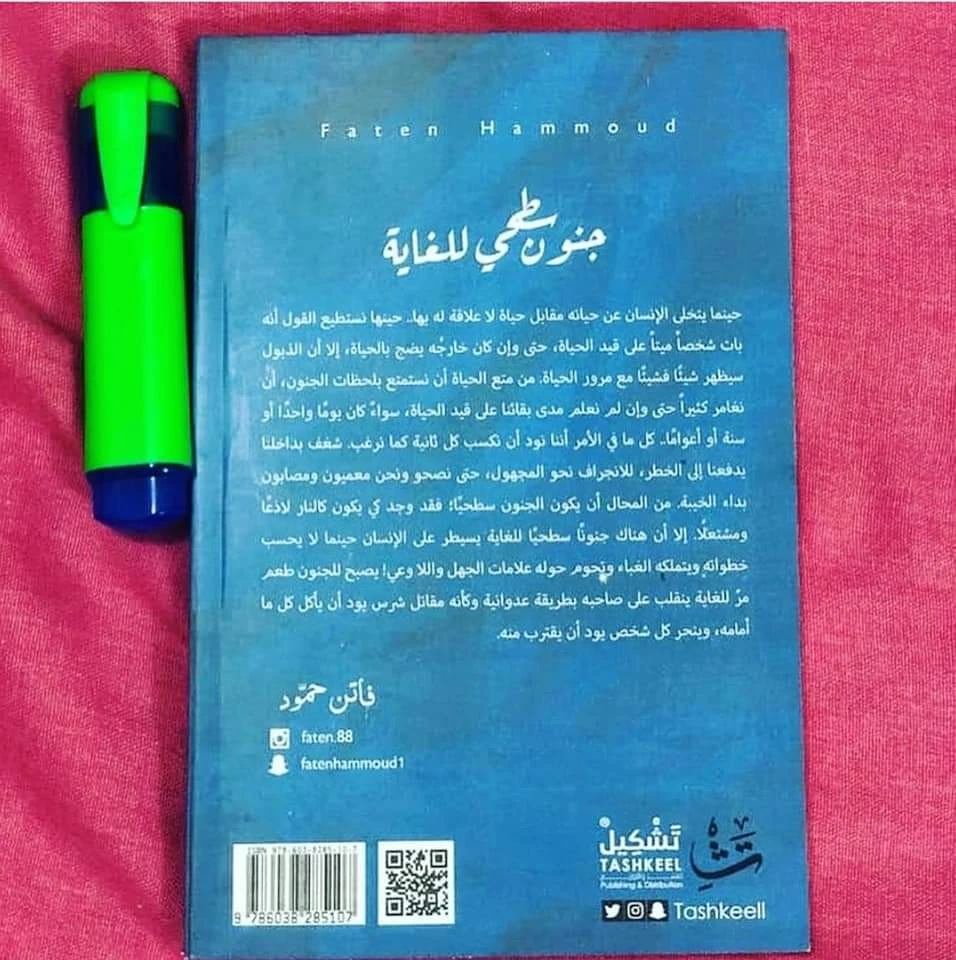 Faten Hammoud
جنون سطحي للغاية
حينما يتخلى الإنسان عن حياته مقابل حياة لا علاقة له بها.. حينها نستطيع القول أنه
بات شخصاً ميتاً على قيد الحياة، حتى وإن كان خارجُه يضج بالحياة، إلا أن الذبول
سيظهر شيئًا فشيئًا مع مرور الحياة. من متع الحياة أن نستمتع بلحظات الجنون، أن
نغامر كثيراً حتى وإن لم نعلم مدى بقائنا على قيد الحياة، سواءً كان يومًا واحدًا أو
سنة أو أعوامًا.. كل ما في الأمر أننا نود أن نكسب كل ثانية كما نرغب. شغف بداخلنا
يدفعنا إلى الخطر، للانجراف نحو المجهول، حتى نصحو ونحن معميون ومصابون
بداء الخيبة. من المحال أن يكون الجنون سطحيًا؛ فقد وجد كي يكون كالنار لاذعًا
ومشتعلًا. إلا أن هناك جنونًا سطحيًا للغاية يسيطر على الإنسان حينما لا يحسب
خطواته ويتملكه الغباء وتحوم حوله علامات الجهل واللا وعي! يصبح للجنون طعم
مرّ للغاية ينقلب على صاحبه بطريقة عدوانية وكأنه مقاتل شرس يود أن يأكل كل ما
أمامه، وينحر كل شخص يود أن يقترب منه.
فاتن حمّود
faten.88
fatenhammoud1
تشكيل
TASHKEEL
Publishing & Distribution
Tashkeell
9 786038 285107